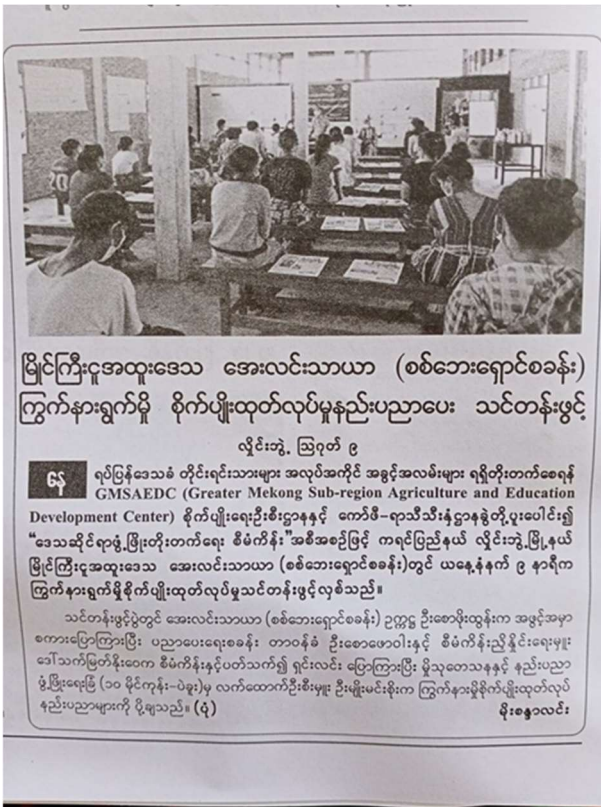 မြိုင်ကြီးငူအထူးဒေသ အေးလင်းသာယာ (စစ်ဘေးရှောင်စခန်း)
ကြွက်နားရွက်မှို စိုက်ပျိုးထုတ်လုပ်မှုနည်းပညာပေး သင်တန်းဖွင့်
လှိုင်းဘွဲ့ ဩဂုတ် ၉
နေ ရပ်ပြန်ဒေသခံ တိုင်းရင်းသားများ အလုပ်အကိုင် အခွင့်အလမ်းများ ရရှိတိုးတက်စေရန်
GMSAEDC (Greater Mekong Sub-region Agriculture and Education
Development Center) စိုက်ပျိုးရေးဦးစီးဌာနနှင့် ကော်ဖီ-ရာသီသီးနှံဌာနခွဲတို့ပူးပေါင်း၍
“ဒေသဆိုင်ရာဖွံ့ဖြိုးတိုးတက်ရေး စီမံကိန်း”အစီအစဉ်ဖြင့် ကရင်ပြည်နယ် လှိုင်းဘွဲ့မြို့နယ်
မြိုင်ကြီးငူအထူးဒေသ အေးလင်းသာယာ (စစ်ဘေးရှောင်စခန်း)တွင် ယနေ့နံနက် ၉ နာရီက
ကြွက်နားရွက်မှိုစိုက်ပျိုးထုတ်လုပ်မှုသင်တန်းဖွင့်လှစ်သည်။
သင်တန်းဖွင့်ပွဲတွင် အေးလင်းသာယာ (စစ်ဘေးရှောင်စခန်း) ဥက္ကဋ္ဌ ဦးစောဖိုးထွန်းက အဖွင့်အမှာ
စကားပြောကြားပြီး ပညာပေးရေးစခန်း တာဝန်ခံ ဦးစောဖောဝါးနှင့် စီမံကိန်းညှိနှိုင်းရေးမှူး
ဒေါ်သက်မြတ်နိုးဝေက စီမံကိန်းနှင့်ပတ်သက်၍ ရှင်းလင်း ပြောကြားပြီး မှိုသုတေသနနှင့် နည်းပညာ
ဖွံ့ဖြိုးရေးခြံ (၁၀ မိုင်ကုန်း-ပဲခူး)မှ လက်ထောက်ဦးစီးမှူး ဦးမျိုးမင်းစိုးက ကြွက်နားမှိုစိုက်ပျိုးထုတ်လုပ်
နည်းပညာများကို ပို့ချသည်။ (ပုံ) မိုးစန္ဒာလင်း